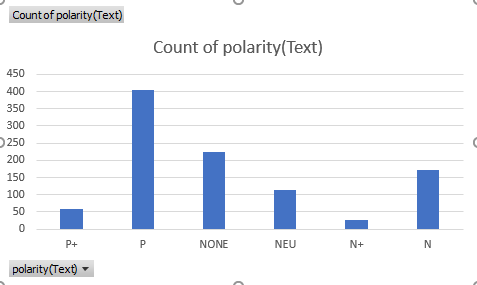 Count of polarity(Text)
Count of polarity(Text)
450
400
350
300
250
200
150
100
50
0
P+ P NONE NEU N+ N
polarity(Text)